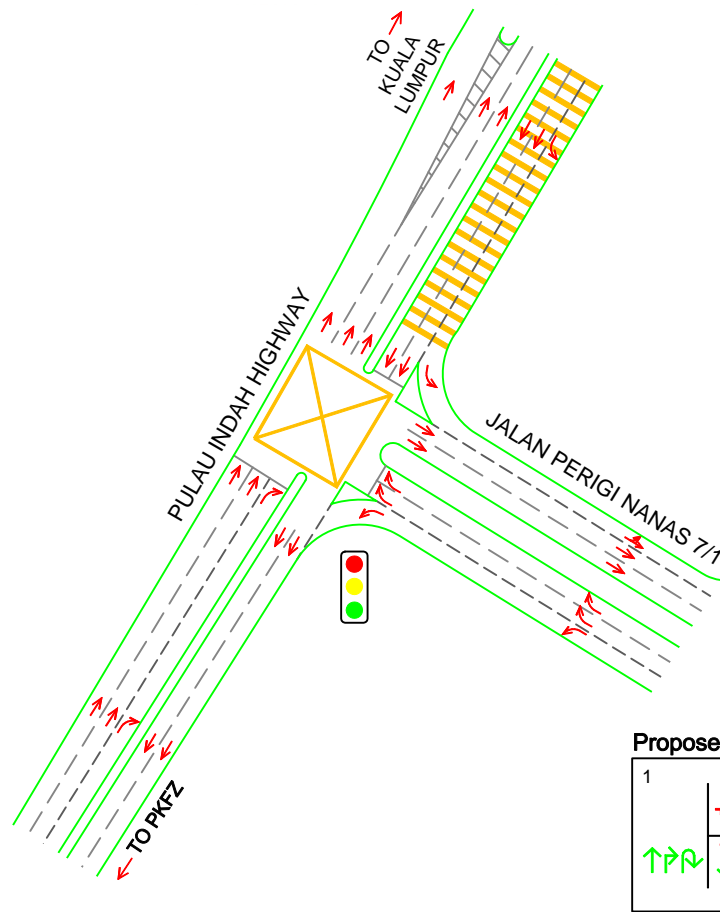 TO
KUALA
LUMPUR
PULAU INDAH HIGHWAY
JALAN PERIGI NANAS 7/1
TO PKFZ
Propose
1